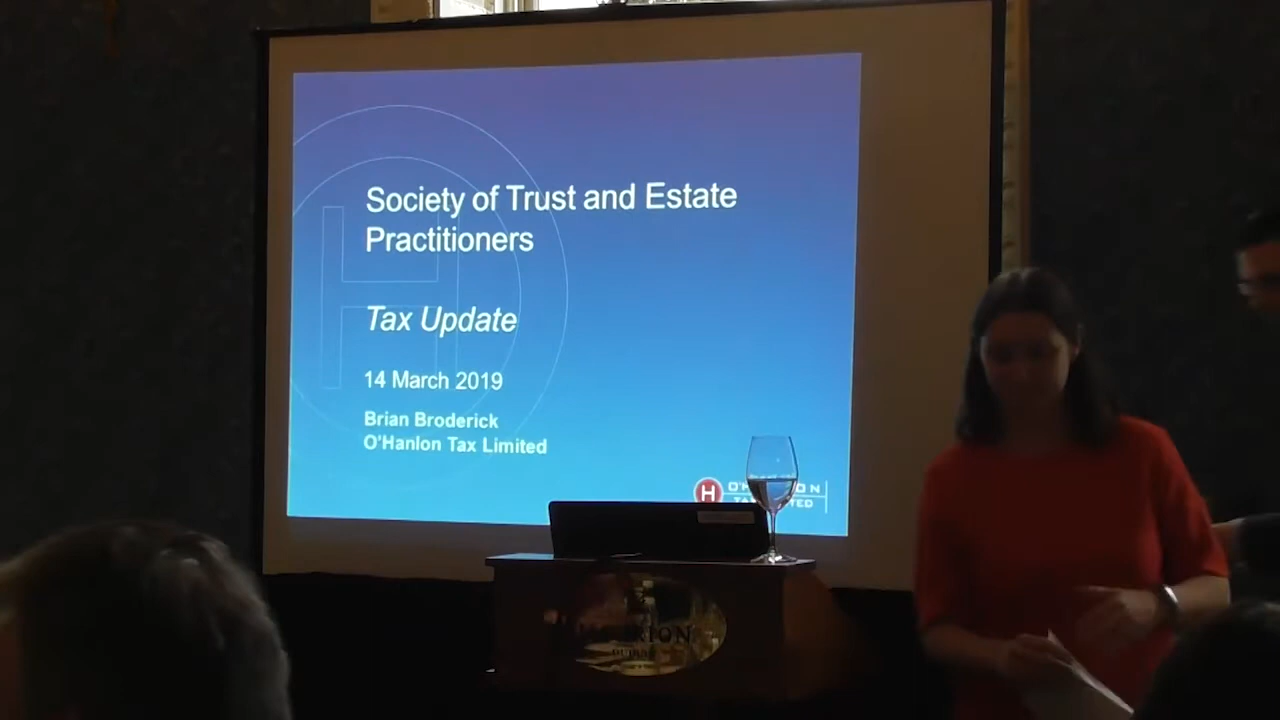 Society of Trust and Estate
Practitioners
Tax Update
14 March 2019
Brian Broderick
O'Hanlon Tax Limited
H